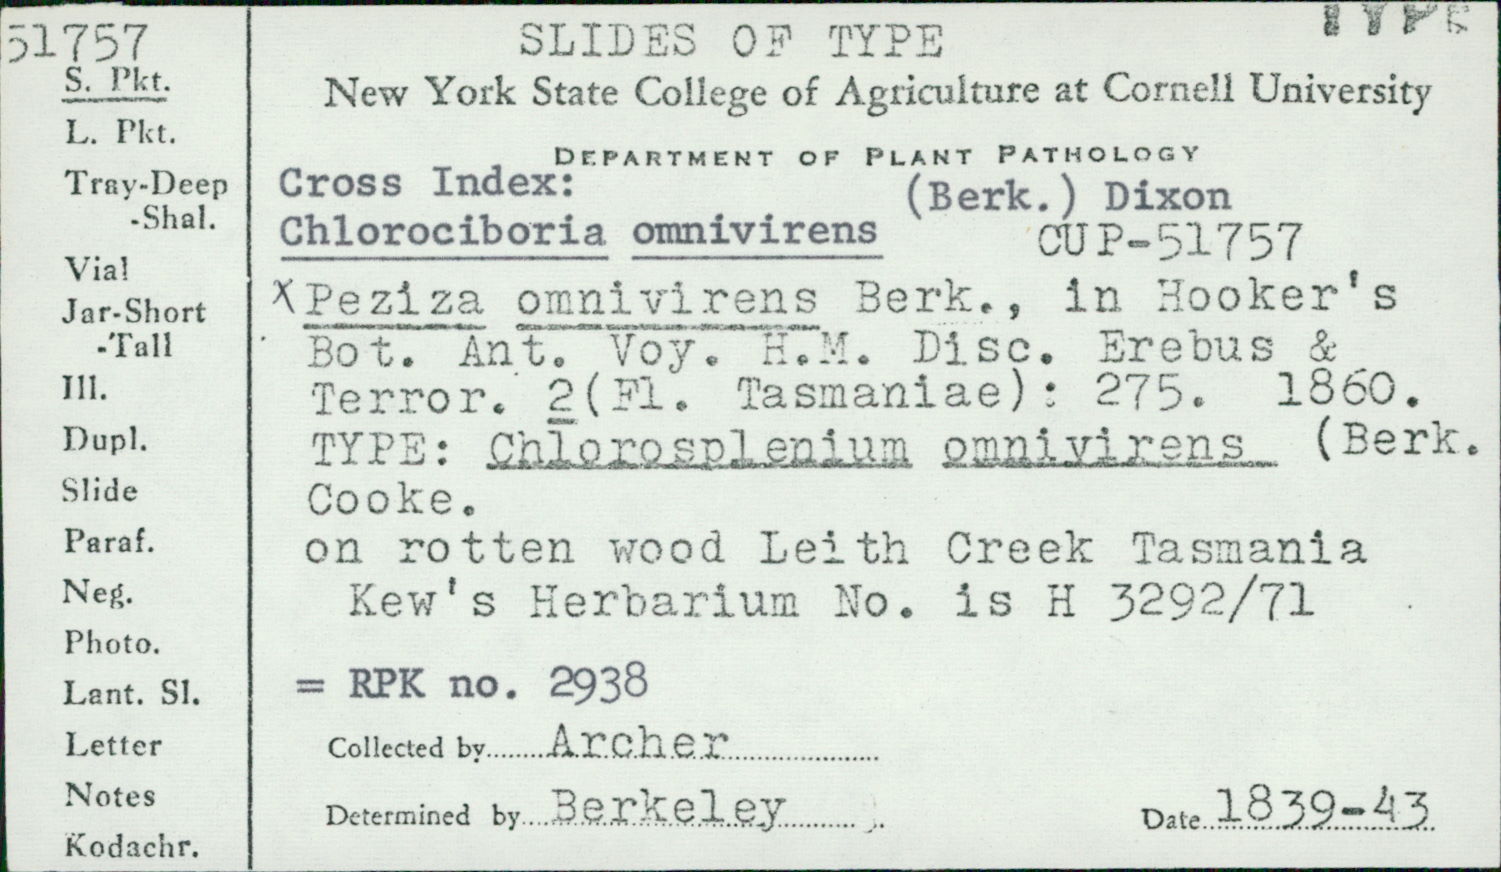 51757
S. Pkt.
L. Pkt.
Tray-Deep
-Shal.
Vial
Jar-Short
-Tall
Ill.
Dupl.
Slide
Paraf.
Neg.
Photo.
Lant. Sl.
Letter
Notes
Kodachr.
SLIDES OF TYPE
TYPE
New York State College of Agriculture at Cornell University
DEPARTMENT OF PLANT PATHOLOGY
Cross Index:
(Berk.) Dixon
Chlorociboria omnivirens
CUP-51757
X Peziza omnivirens Berk., in Hooker's
Bot. Ant. Voy. H.M. Disc. Erebus &
Terror. 2(Fl. Tasmaniae): 275. 1860.
TYPE: Chlorosplenium omnivirens (Berk.
Cooke.
on rotten wood Leith Creek Tasmania
Kew's Herbarium No. is H 3292/71
= RPK no. 2938
Collected by Archer
Determined by Berkeley
Date 1839-43